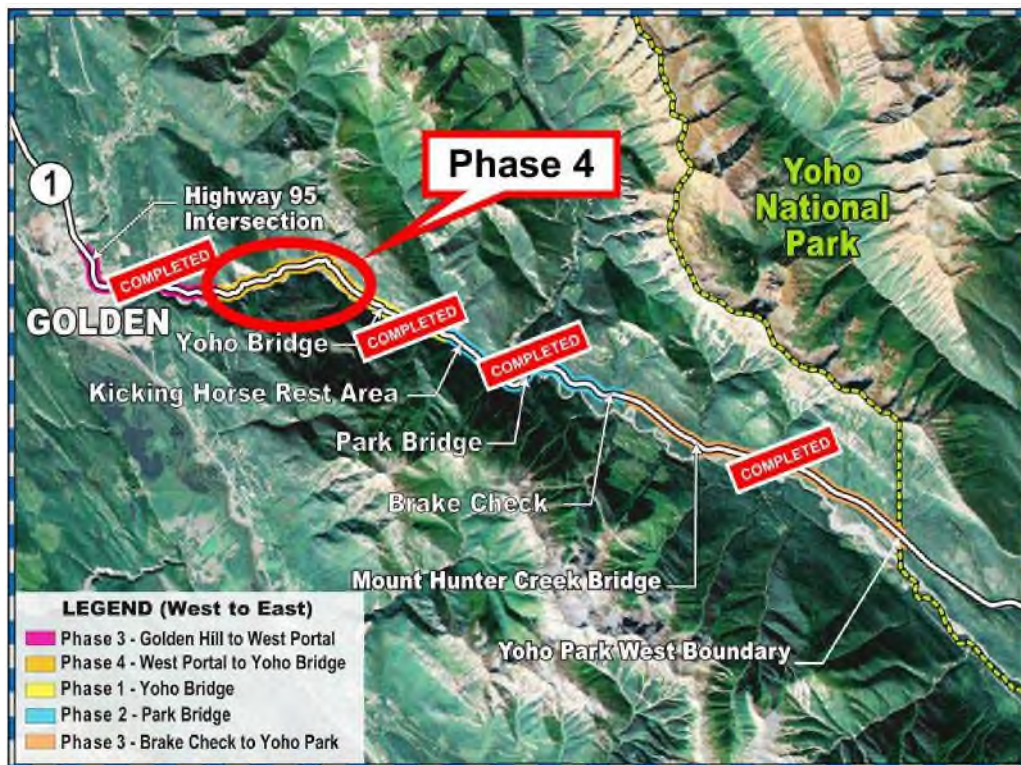 Phase 4
Yoho
National
Park
1
Highway 95
Intersection
COMPLETED
GOLDEN
Yoho Bridge
COMPLETED
Kicking Horse Rest Area
COMPLETED
Park Bridge
Brake Check
COMPLETED
Mount Hunter Creek Bridge
Yoho Park West Boundary
LEGEND (West to East)
Phase 3 - Golden Hill to West Portal
Phase 4 - West Portal to Yoho Bridge
Phase 1 - Yoho Bridge
Phase 2 - Park Bridge
Phase 3 - Brake Check to Yoho Park